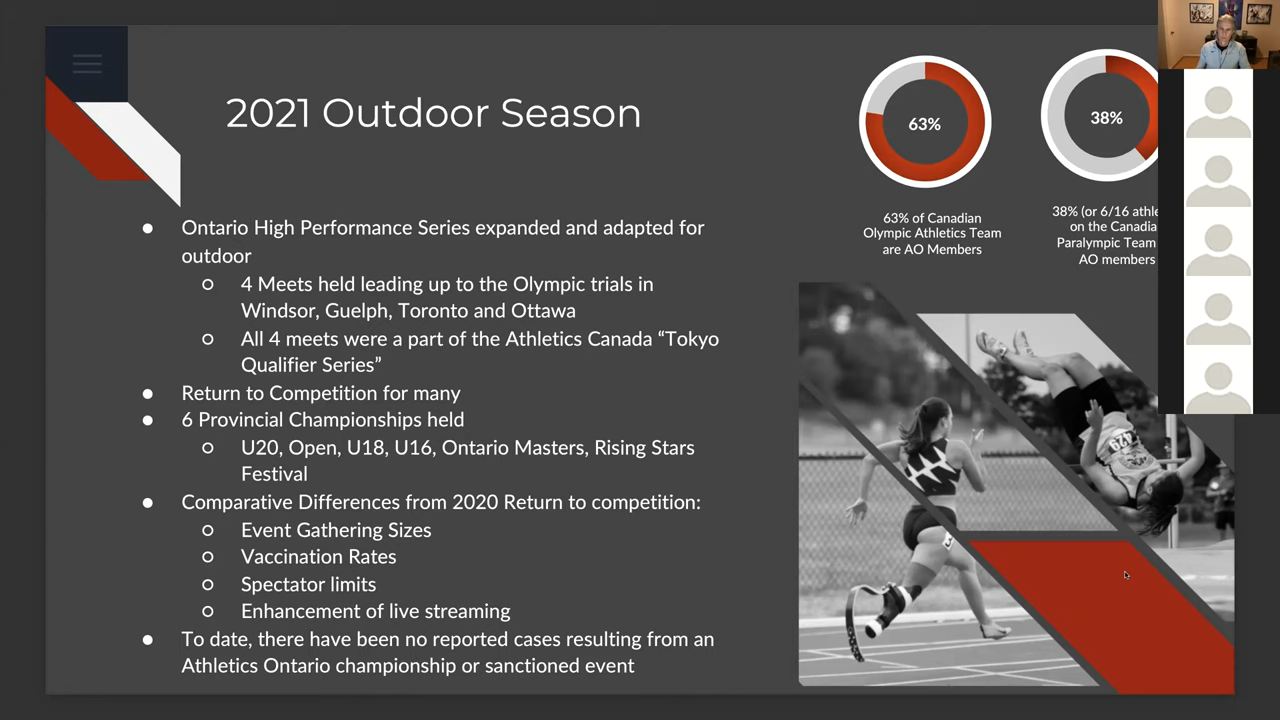 2021 Outdoor Season
63%
38%
63% of Canadian
Olympic Athletics Team
are AO Members
38% (or 6/16
on the
Paralympic Team
AO members
● Ontario High Performance Series expanded and adapted for
outdoor
○ 4 Meets held leading up to the Olympic trials in
Windsor, Guelph, Toronto and Ottawa
○ All 4 meets were a part of the Athletics Canada “Tokyo
Qualifier Series”
● Return to Competition for many
● 6 Provincial Championships held
○ U20, Open, U18, U16, Ontario Masters, Rising Stars
Festival
● Comparative Differences from 2020 Return to competition:
○ Event Gathering Sizes
○ Vaccination Rates
○ Spectator limits
○ Enhancement of live streaming
● To date, there have been no reported cases resulting from an
Athletics Ontario championship or sanctioned event
429